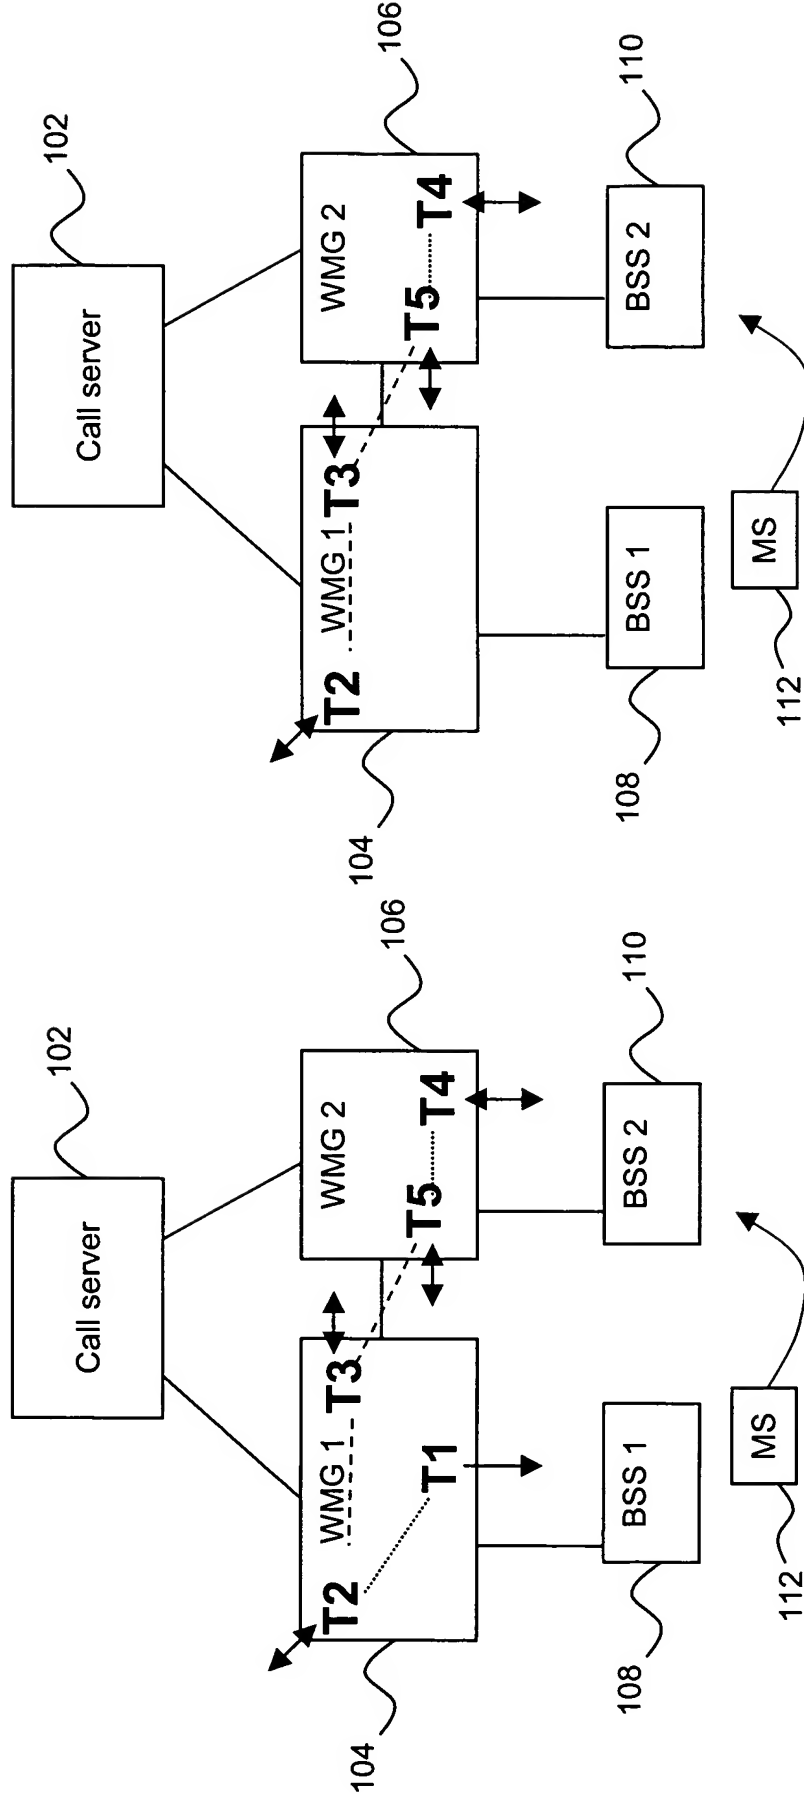 102
Call server
106
WMG 1
WMG 2
T2
T3
T5
T4
T1
104
BSS 1
BSS 2
110
108
MS
112
102
Call server
106
WMG 1
WMG 2
T2
T3
T5
T4
104
BSS 1
BSS 2
110
108
MS
112